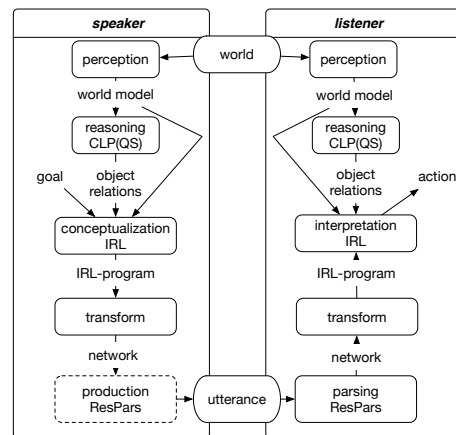 speaker
listener
perception
world
perception
world model
world model
reasoning
CLP(QS)
reasoning
CLP(QS)
goal
object
relations
object
relations
action
conceptualization
IRL
interpretation
IRL
IRL-program
IRL-program
transform
transform
network
network
production
ResPars
utterance
parsing
ResPars